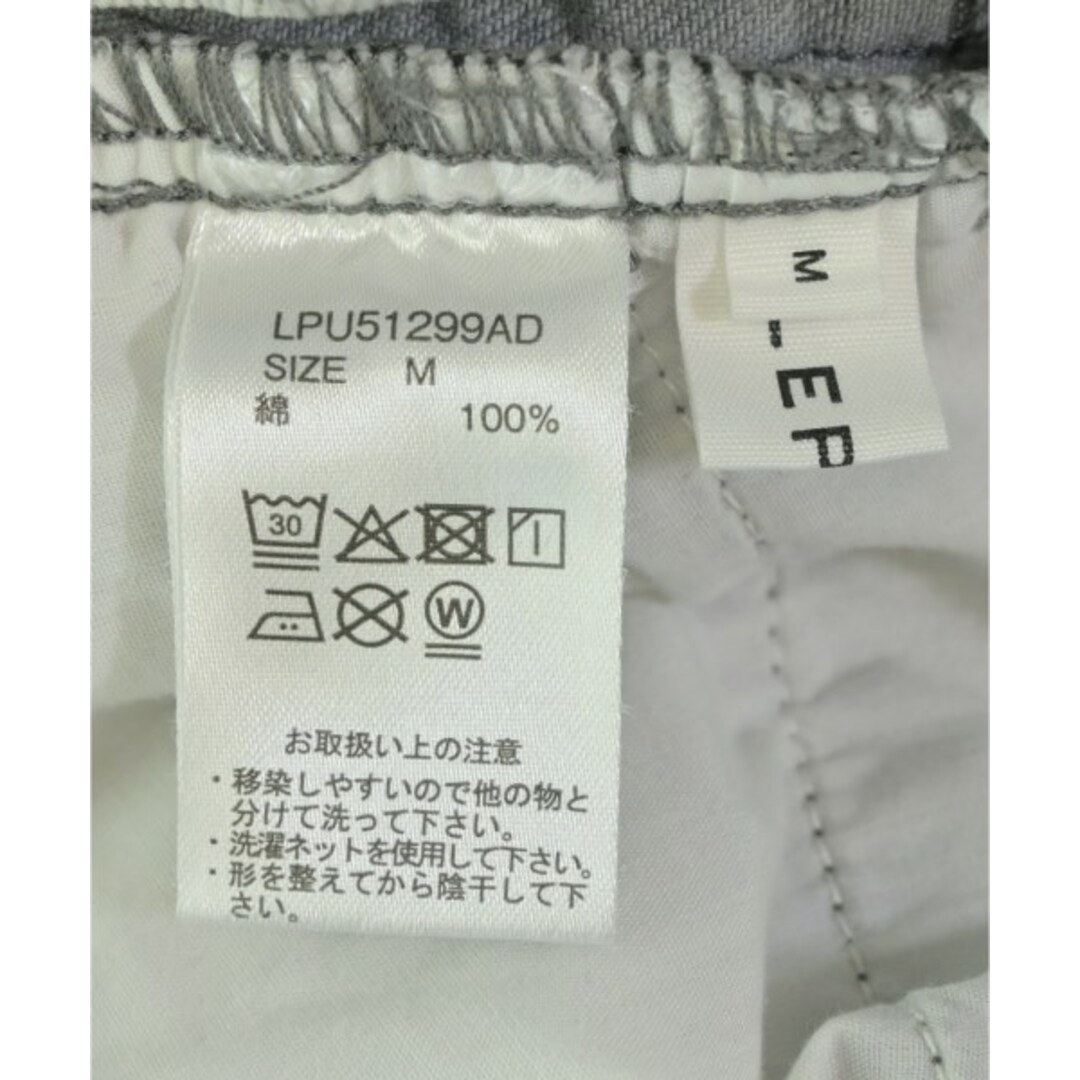 LPU51299AD
SIZE M
綿 100%
30
W
お取扱い上の注意
・移染しやすいので他の物と
分けて洗って下さい。
・洗濯ネットを使用して下さい。
・形を整えてから陰干して下
さい。
M